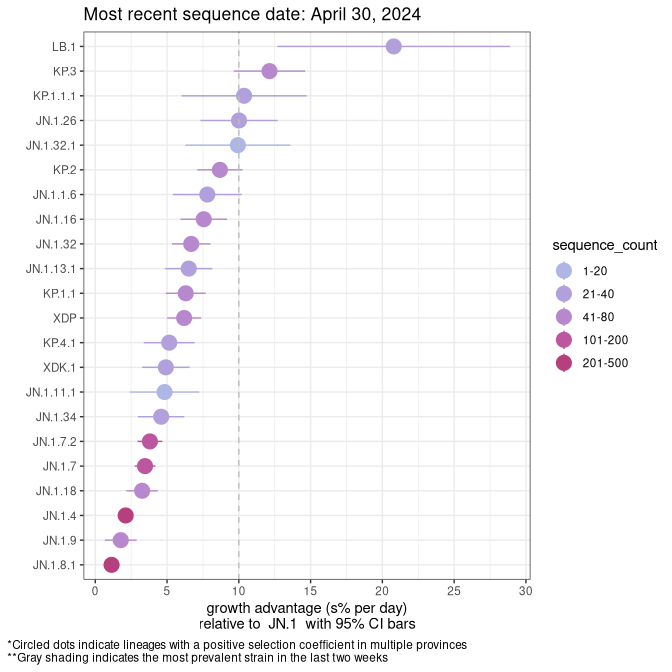 Most recent sequence date: April 30, 2024
LB.1
KP.3
KP.1.1.1
JN.1.26
JN.1.32.1
KP.2
JN.1.1.6
JN.1.16
JN.1.32
JN.1.13.1
KP.1.1
XDP
KP.4.1
XDK.1
JN.1.11.1
JN.1.34
JN.1.7.2
JN.1.7
JN.1.18
JN.1.4
JN.1.9
JN.1.8.1
0 5 10 15 20 25 30
growth advantage (s% per day)
relative to JN.1 with 95% CI bars
sequence_count
1-20
21-40
41-80
101-200
201-500
*Circled dots indicate lineages with a positive selection coefficient in multiple provinces
**Gray shading indicates the most prevalent strain in the last two weeks